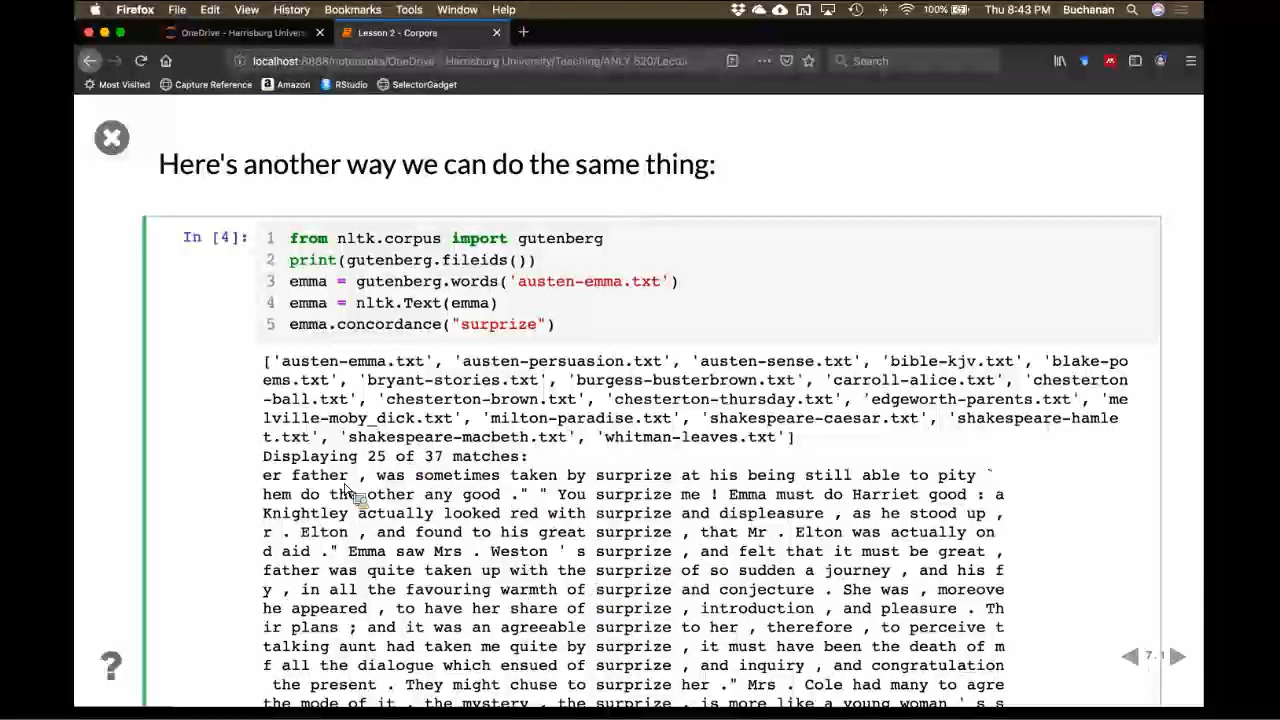 Firefox File Edit View History Bookmarks Tools Window Help 100% Thu 8:43 PM Buchanan
OneDrive - Harrisburg Univers
Lesson 2 - Corpora
localhost:8888/notebooks/OneDrive - Harrisburg University/Teaching/ANLY 520/Lectu
Search
Most Visited Capture Reference Amazon RStudio SelectorGadget
Here's another way we can do the same thing:
In [4]:
1 from nltk.corpus import gutenberg
2 print(gutenberg.fileids())
3 emma = gutenberg.words('austen-emma.txt')
4 emma = nltk.Text(emma)
5 emma.concordance("surprize")
['austen-emma.txt', 'austen-persuasion.txt', 'austen-sense.txt', 'bible-kjv.txt', 'blake-po
ems.txt', 'bryant-stories.txt', 'burgess-busterbrown.txt', 'carroll-alice.txt', 'chesterton
-ball.txt', 'chesterton-brown.txt', 'chesterton-thursday.txt', 'edgeworth-parents.txt', 'me
lville-moby_dick.txt', 'milton-paradise.txt', 'shakespeare-caesar.txt', 'shakespeare-hamle
t.txt', 'shakespeare-macbeth.txt', 'whitman-leaves.txt']
Displaying 25 of 37 matches:
er father , was sometimes taken by surprize at his being still able to pity `
hem do the other any good ." " You surprize me ! Emma must do Harriet good : a
Knightley actually looked red with surprize and displeasure , as he stood up ,
r . Elton , and found to his great surprize , that Mr . Elton was actually on
d aid ." Emma saw Mrs . Weston ' s surprize , and felt that it must be great ,
father was quite taken up with the surprize of so sudden a journey , and his f
y , in all the favouring warmth of surprize and conjecture . She was , moreove
he appeared , to have her share of surprize , introduction , and pleasure . Th
ir plans ; and it was an agreeable surprize to her , therefore , to perceive t
talking aunt had taken me quite by surprize , it must have been the death of m
f all the dialogue which ensued of surprize , and inquiry , and congratulation
the present . They might chuse to surprize her ." Mrs . Cole had many to agre
the mode of it , the mystery , the surprize , is more like a young woman ' s s
7.1
?